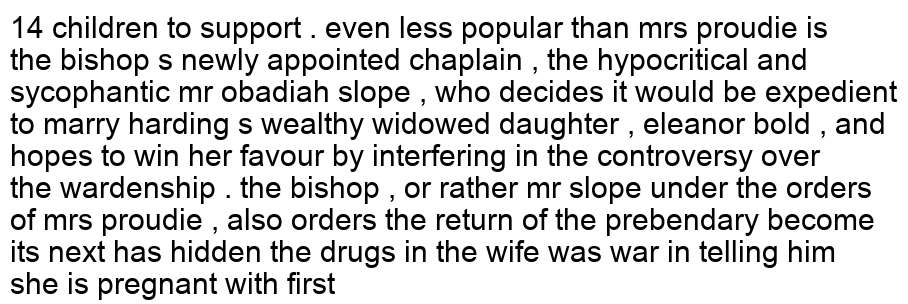 14 children to support . even less popular than mrs proudie is
the bishop s newly appointed chaplain , the hypocritical and
sycophantic mr obadiah slope , who decides it would be expedient
to marry harding s wealthy widowed daughter , eleanor bold , and
hopes to win her favour by interfering in the controversy over
the wardenship . the bishop , or rather mr slope under the orders
of mrs proudie , also orders the return of the prebendary become
its next has hidden the drugs in the wife was war in telling him
she is pregnant with first